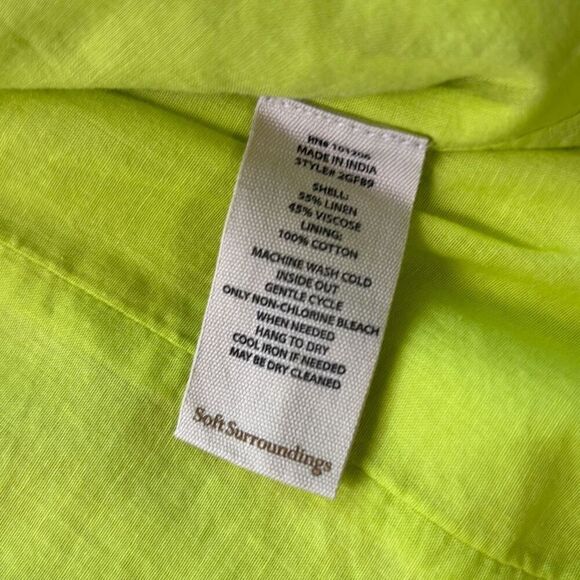 RN# 101206
MADE IN INDIA
STYLE# 2GF89
SHELL:
55% LINEN
45% VISCOSE
LINING:
100% COTTON
MACHINE WASH COLD
INSIDE OUT
GENTLE CYCLE
ONLY NON-CHLORINE BLEACH
WHEN NEEDED
HANG TO DRY
COOL IRON IF NEEDED
MAY BE DRY CLEANED
Soft Surroundings